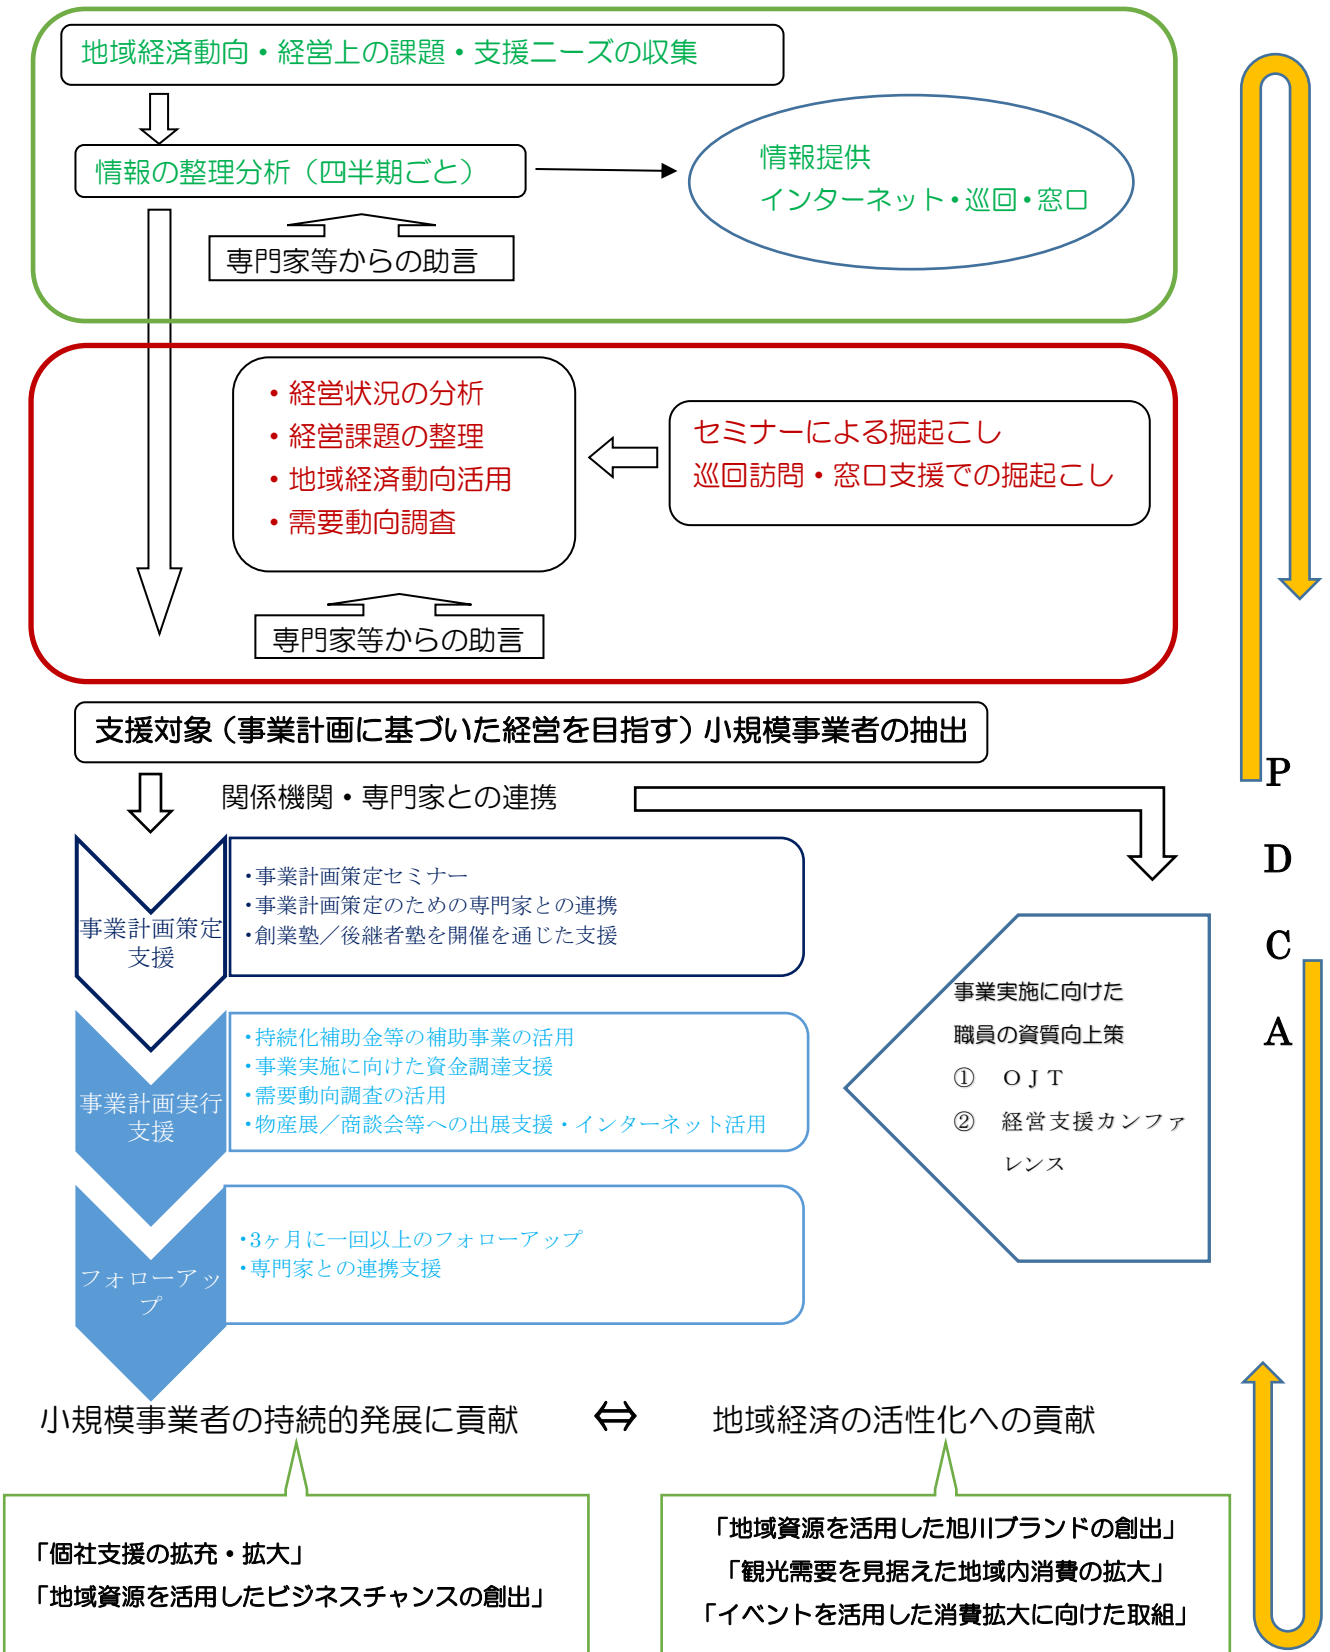 地域経済動向・経営上の課題・支援ニーズの収集
情報の整理分析（四半期ごと）
情報提供
インターネット・巡回・窓口
専門家等からの助言
・経営状況の分析
・経営課題の整理
・地域経済動向活用
・需要動向調査
セミナーによる掘起こし
巡回訪問・窓口支援での掘起こし
専門家等からの助言
支援対象（事業計画に基づいた経営を目指す）小規模事業者の抽出
関係機関・専門家との連携
P
D
C
A
事業計画策定
支援
・事業計画策定セミナー
・事業計画策定のための専門家との連携
・創業塾／後継者塾を開催を通じた支援
事業計画実行
支援
・持続化補助金等の補助事業の活用
・事業実施に向けた資金調達支援
・需要動向調査の活用
・物産展／商談会等への出展支援・インターネット活用
フォローアッ
プ
・3ヶ月に一回以上のフォローアップ
・専門家との連携支援
事業実施に向けた
職員の資質向上策
①　ＯＪＴ
②　経営支援カンファ
レンス
小規模事業者の持続的発展に貢献　⇔　地域経済の活性化への貢献
「個社支援の拡充・拡大」
「地域資源を活用したビジネスチャンスの創出」
「地域資源を活用した旭川ブランドの創出」
「観光需要を見据えた地域内消費の拡大」
「イベントを活用した消費拡大に向けた取組」